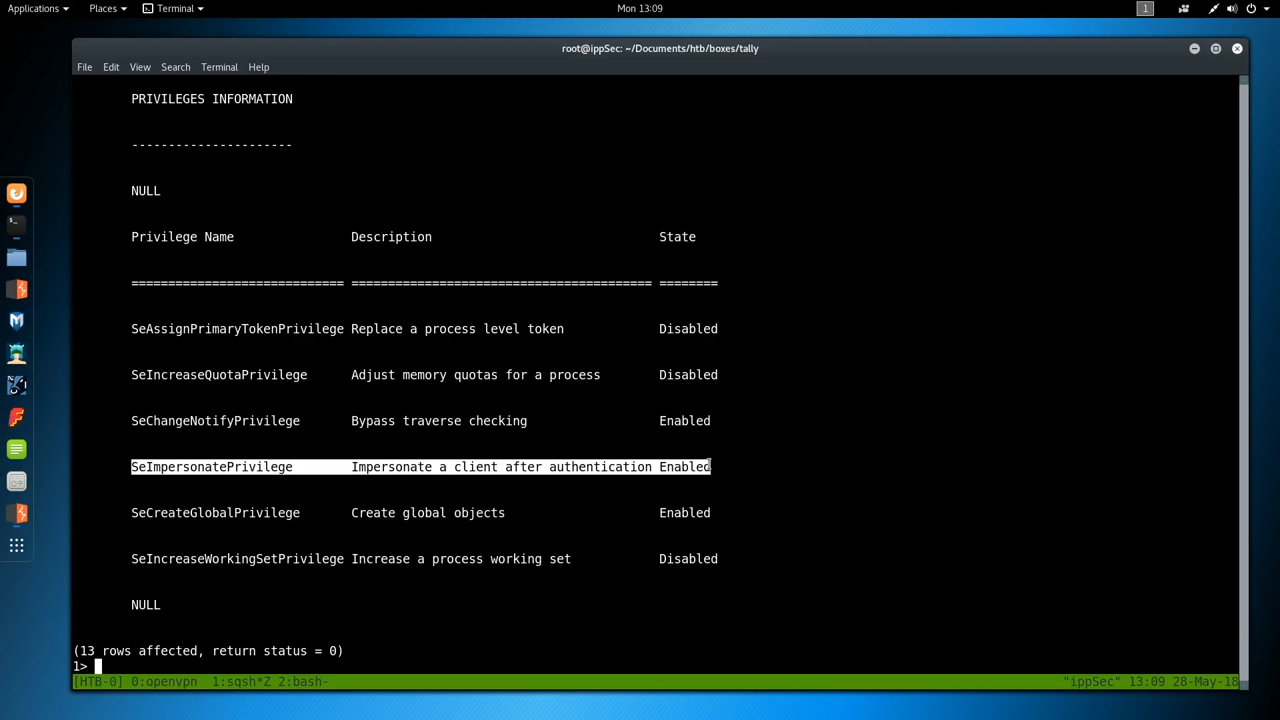 Applications Places Terminal Mon 13:09 1
root@ippSec: ~/Documents/htb/boxes/tally
File Edit View Search Terminal Help
PRIVILEGES INFORMATION
----------------------
NULL
Privilege Name Description State
============================= ========================================= ========
SeAssignPrimaryTokenPrivilege Replace a process level token Disabled
SeIncreaseQuotaPrivilege Adjust memory quotas for a process Disabled
SeChangeNotifyPrivilege Bypass traverse checking Enabled
SeImpersonatePrivilege Impersonate a client after authentication Enabled
SeCreateGlobalPrivilege Create global objects Enabled
SeIncreaseWorkingSetPrivilege Increase a process working set Disabled
NULL
(13 rows affected, return status = 0)
1>
[HTB-0] 0:openvpn 1:sqsh*Z 2:bash- "ippSec" 13:09 28-May-18